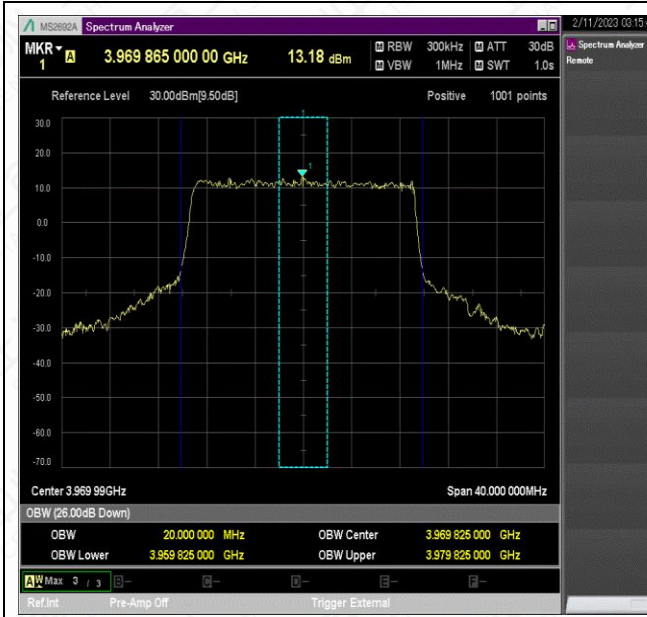 MS2692A Spectrum Analyzer 2/11/2023 03:15
MKR 1 A 3.969 865 000 00 GHz 13.18 dBm M RBW 300kHz M ATT 30dB
M VBW 1MHz M SWT 1.0s
Spectrum Analyzer
Remote
Reference Level 30.00dBm[9.50dB] Positive 1001 points
30.0
20.0
1
10.0
0.0
-10.0
-20.0
-30.0
-40.0
-50.0
-60.0
-70.0
Center 3.969 99GHz Span 40.000 000MHz
OBW (26.00dB Down)
OBW 20.000 000 MHz OBW Center 3.969 825 000 GHz
OBW Lower 3.959 825 000 GHz OBW Upper 3.979 825 000 GHz
A W Max 3 / 3 B- C- D- E- F-
Ref.Int Pre-Amp Off Trigger External